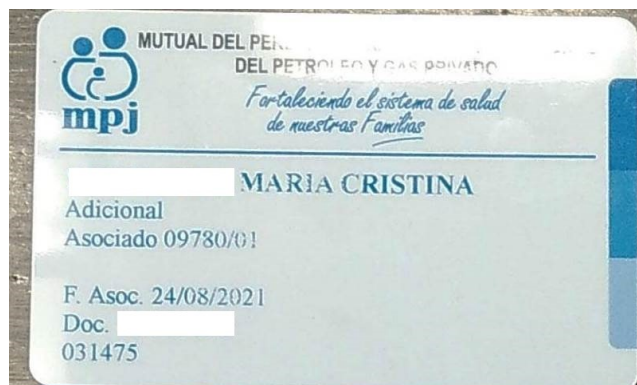 MUTUAL DEL
DEL PETROLEO Y GAS PRIVADO
Fortaleciendo el sistema de salud
de nuestras Familias
mpj
MARIA CRISTINA
Adicional
Asociado 09780/01
F. Asoc. 24/08/2021
Doc.
031475